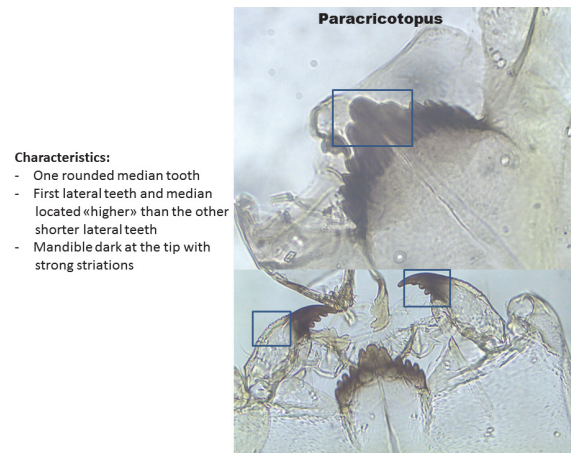 Paracricotopus
Characteristics:
- One rounded median tooth
- First lateral teeth and median
located «higher» than the other
shorter lateral teeth
- Mandible dark at the tip with
strong striations